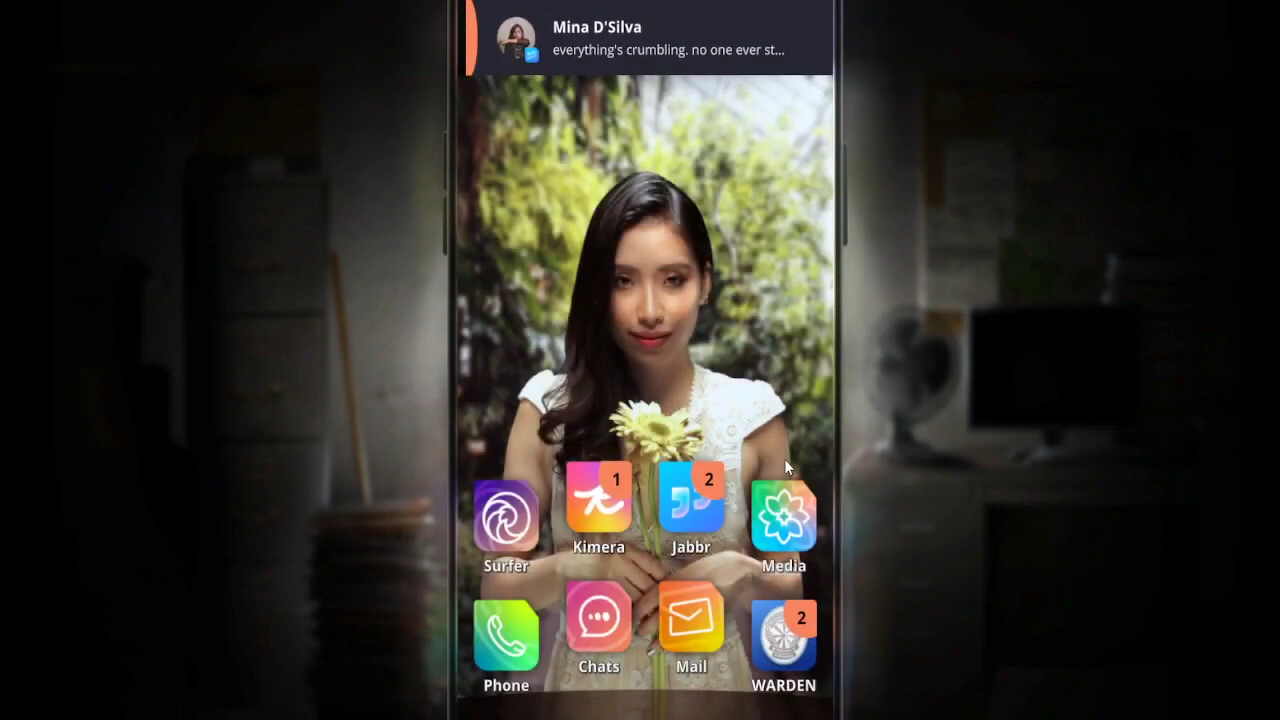 Mina D'Silva
everything's crumbling. no one ever st...
1
2
Kimera
Jabbr
Surfer
Media
2
Chats
Mail
Phone
WARDEN